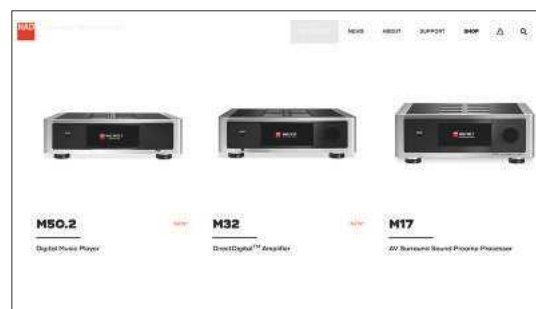 NAD
NEWS ABOUT SUPPORT SHOP
M50.2 NEW
Digital Music Player
M32 NEW
DirectDigital™ Amplifier
M17
AV Surround Sound Preamp Processor